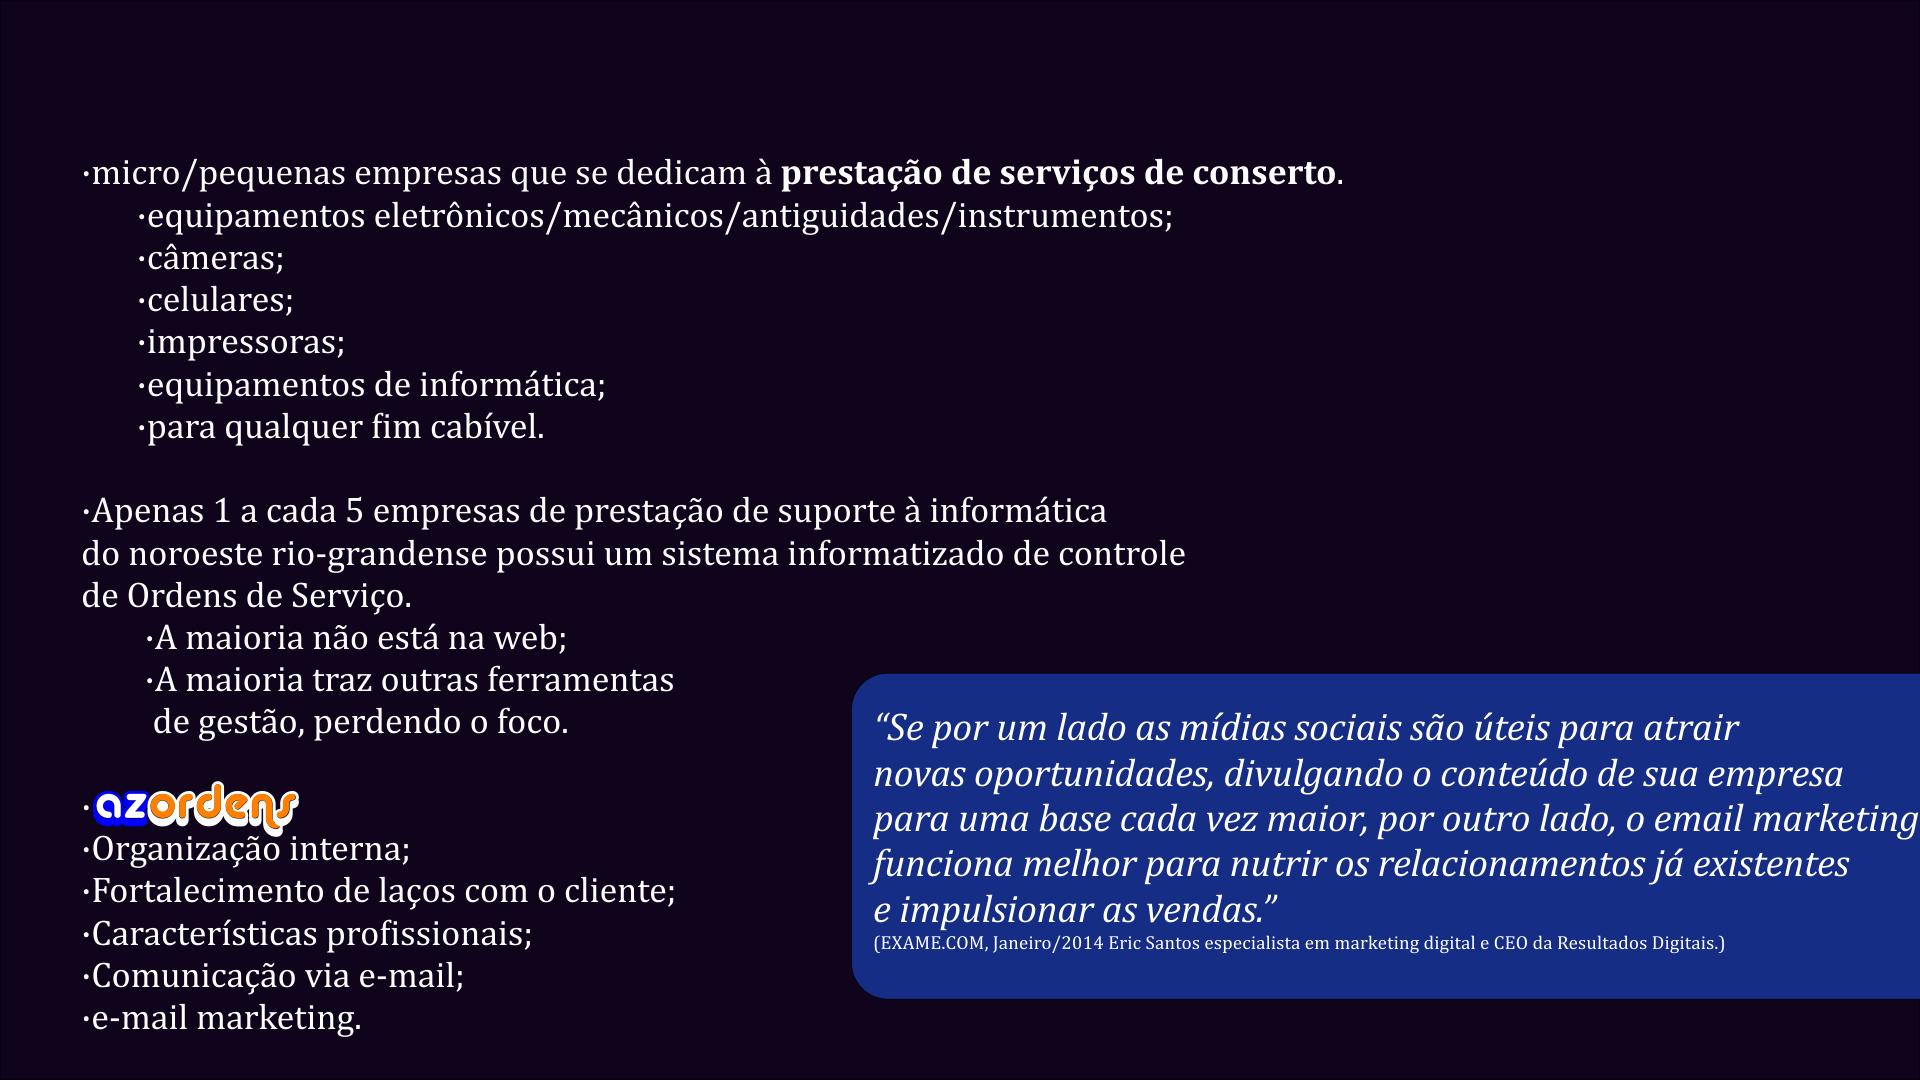 ·micro/pequenas empresas que se dedicam à prestação de serviços de conserto.
·equipamentos eletrônicos/mecânicos/antiguidades/instrumentos;
·câmeras;
·celulares;
·impressoras;
·equipamentos de informática;
·para qualquer fim cabível.
·Apenas 1 a cada 5 empresas de prestação de suporte à informática
do noroeste rio-grandense possui um sistema informatizado de controle
de Ordens de Serviço.
·A maioria não está na web;
·A maioria traz outras ferramentas
de gestão, perdendo o foco.
·azordens
·Organização interna;
·Fortalecimento de laços com o cliente;
·Características profissionais;
·Comunicação via e-mail;
·e-mail marketing.
“Se por um lado as mídias sociais são úteis para atrair
novas oportunidades, divulgando o conteúdo de sua empresa
para uma base cada vez maior, por outro lado, o email marketing
funciona melhor para nutrir os relacionamentos já existentes
e impulsionar as vendas.”
(EXAME.COM, Janeiro/2014 Eric Santos especialista em marketing digital e CEO da Resultados Digitais.)